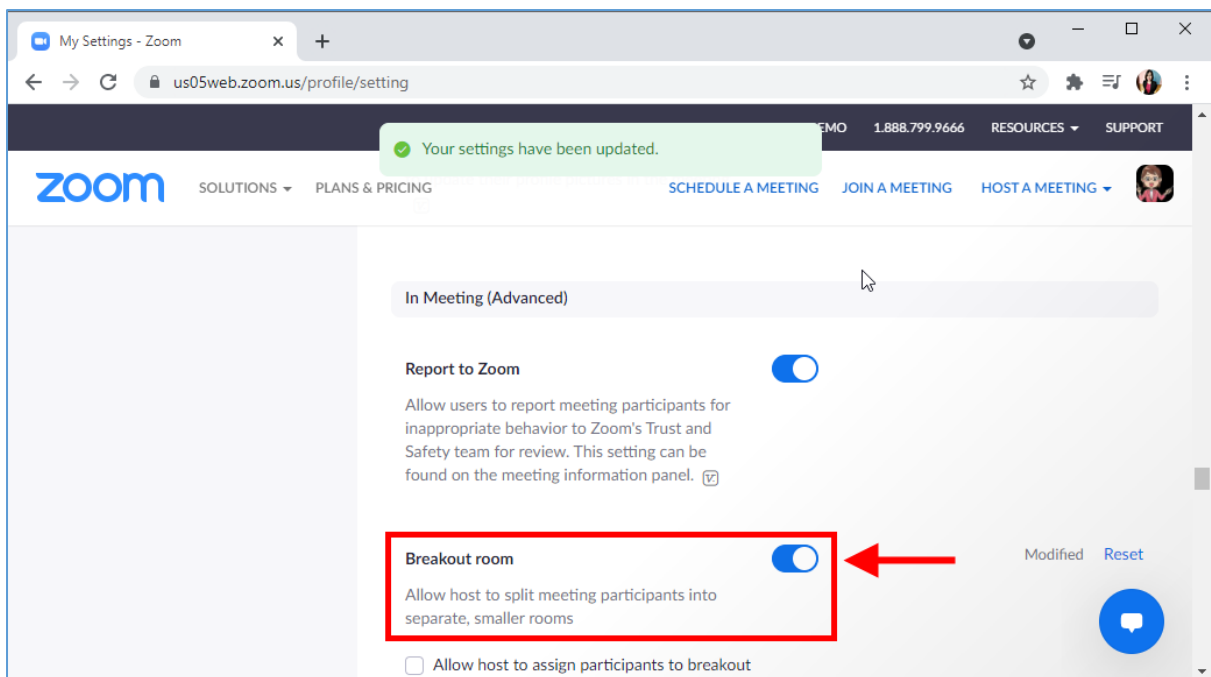 My Settings - Zoom
us05web.zoom.us/profile/setting
EMO 1.888.799.9666 RESOURCES SUPPORT
Your settings have been updated.
zoom SOLUTIONS PLANS & PRICING SCHEDULE A MEETING JOIN A MEETING HOST A MEETING
In Meeting (Advanced)
Report to Zoom
Allow users to report meeting participants for
inappropriate behavior to Zoom's Trust and
Safety team for review. This setting can be
found on the meeting information panel.
Breakout room
Modified Reset
Allow host to split meeting participants into
separate, smaller rooms
Allow host to assign participants to breakout